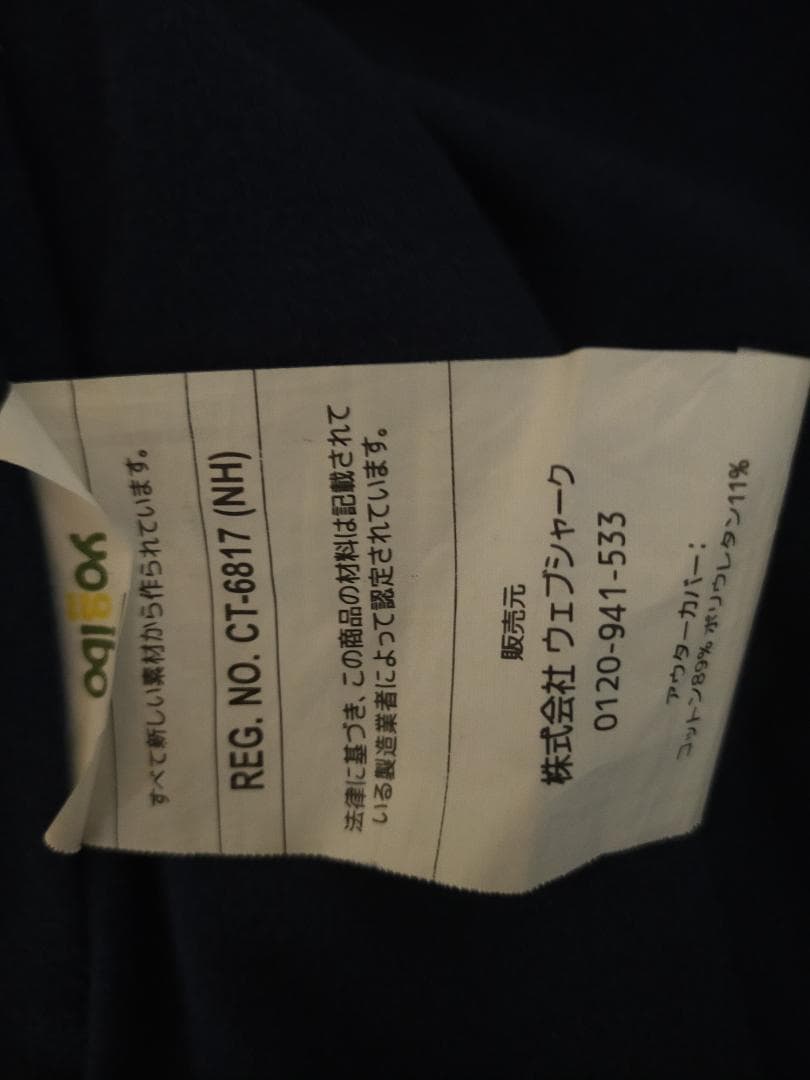 yogibo
すべて新しい素材から作られています。
REG. NO. CT-6817 (NH)
法律に基づき、この商品の材料は記載されて
いる製造業者によって認定されています。
販売元
株式会社 ウェブシャーク
0120-941-533
アウターカバー：
コットン89% ポリウレタン11%